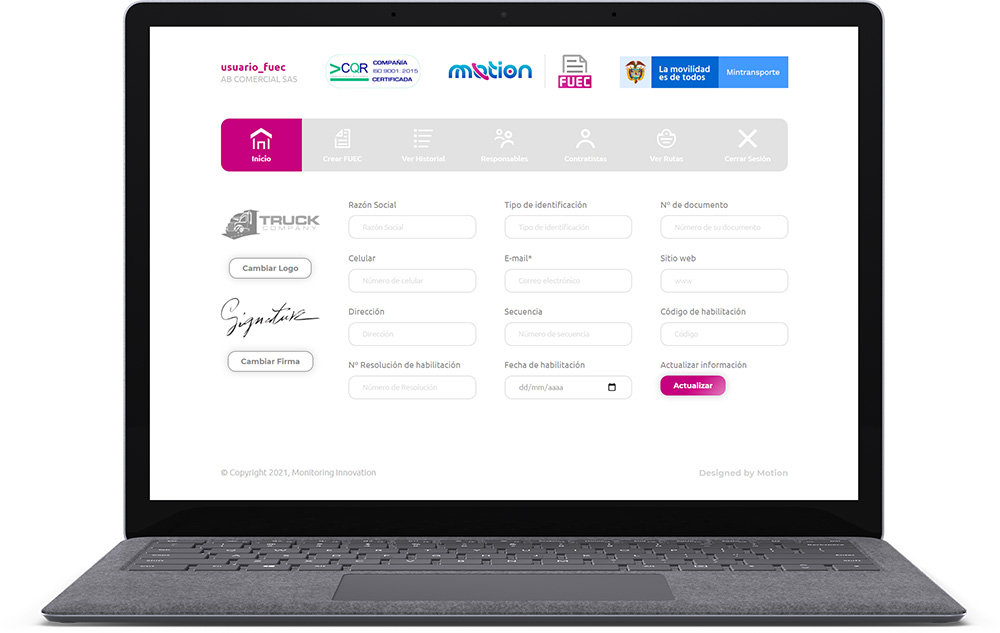 usuario_fuec
AB COMERCIAL SAS
CQR
COMPAÑÍA
ISO 9001: 2015
CERTIFICADA
motion
FUEC
La movilidad
es de todos
Mintransporte
Inicio
Crear FUEC
Ver Historial
Responsables
Contratistas
Ver Rutas
Cerrar Sesión
TRUCK
COMPANY
Cambiar Logo
Signature
Cambiar Firma
Razón Social
Razón Social
Tipo de identificación
Tipo de identificación
Nº de documento
Número de su documento
Celular
Número de celular
E-mail*
Correo electrónico
Sitio web
www
Dirección
Dirección
Secuencia
Número de secuencia
Código de habilitación
Código
Nº Resolución de habilitación
Número de Resolución
Fecha de habilitación
dd/mm/aaaa
Actualizar información
Actualizar
© Copyright 2021, Monitoring Innovation
Designed by Motion